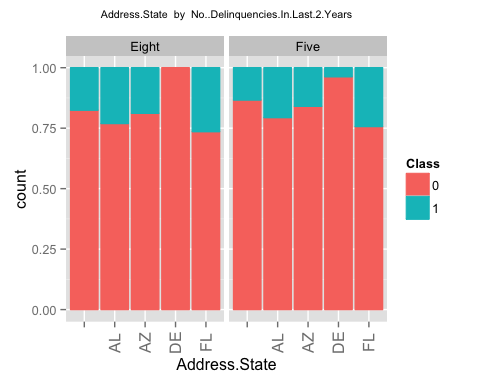 Address.State by No..Delinquencies.In.Last.2.Years
Eight Five
1.00
0.75
0.50
0.25
0.00
count
AL AZ DE FL AL AZ DE FL
Address.State
Class
0
1